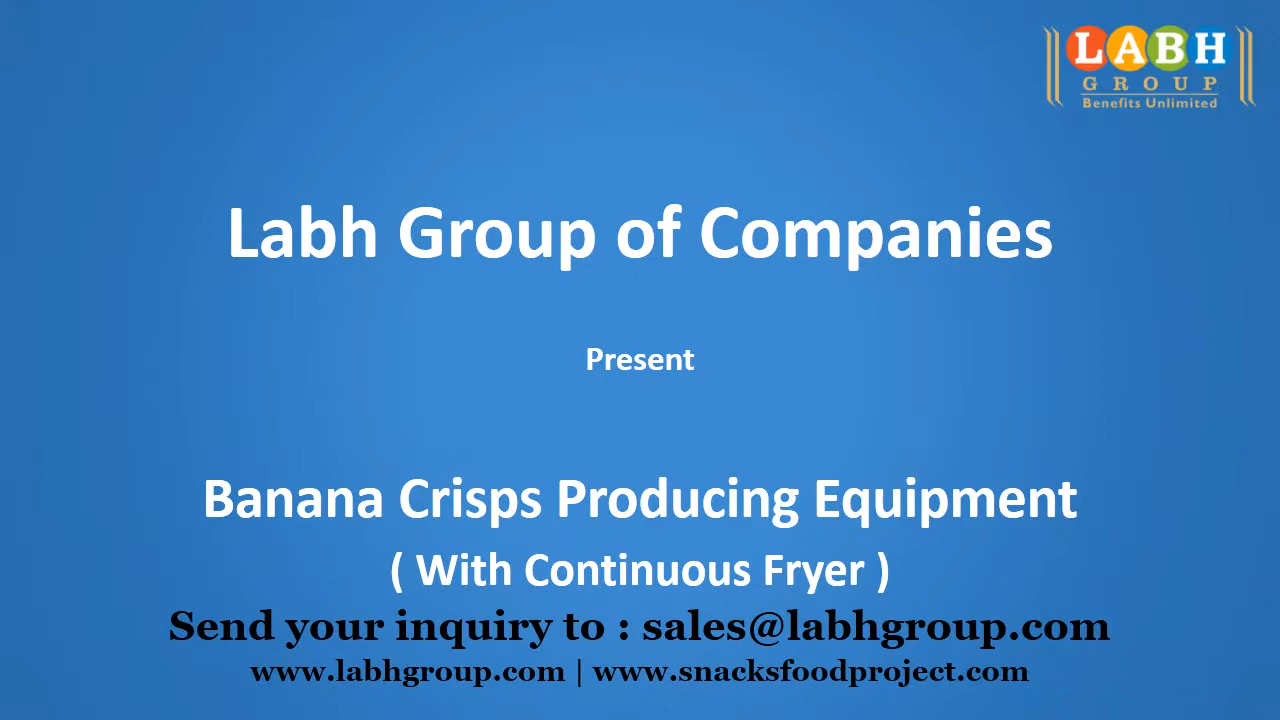 LABH
GROUP
Benefits Unlimited
Labh Group of Companies
Present
Banana Crisps Producing Equipment
( With Continuous Fryer )
Send your inquiry to : sales@labhgroup.com
www.labhgroup.com | www.snacksfoodproject.com